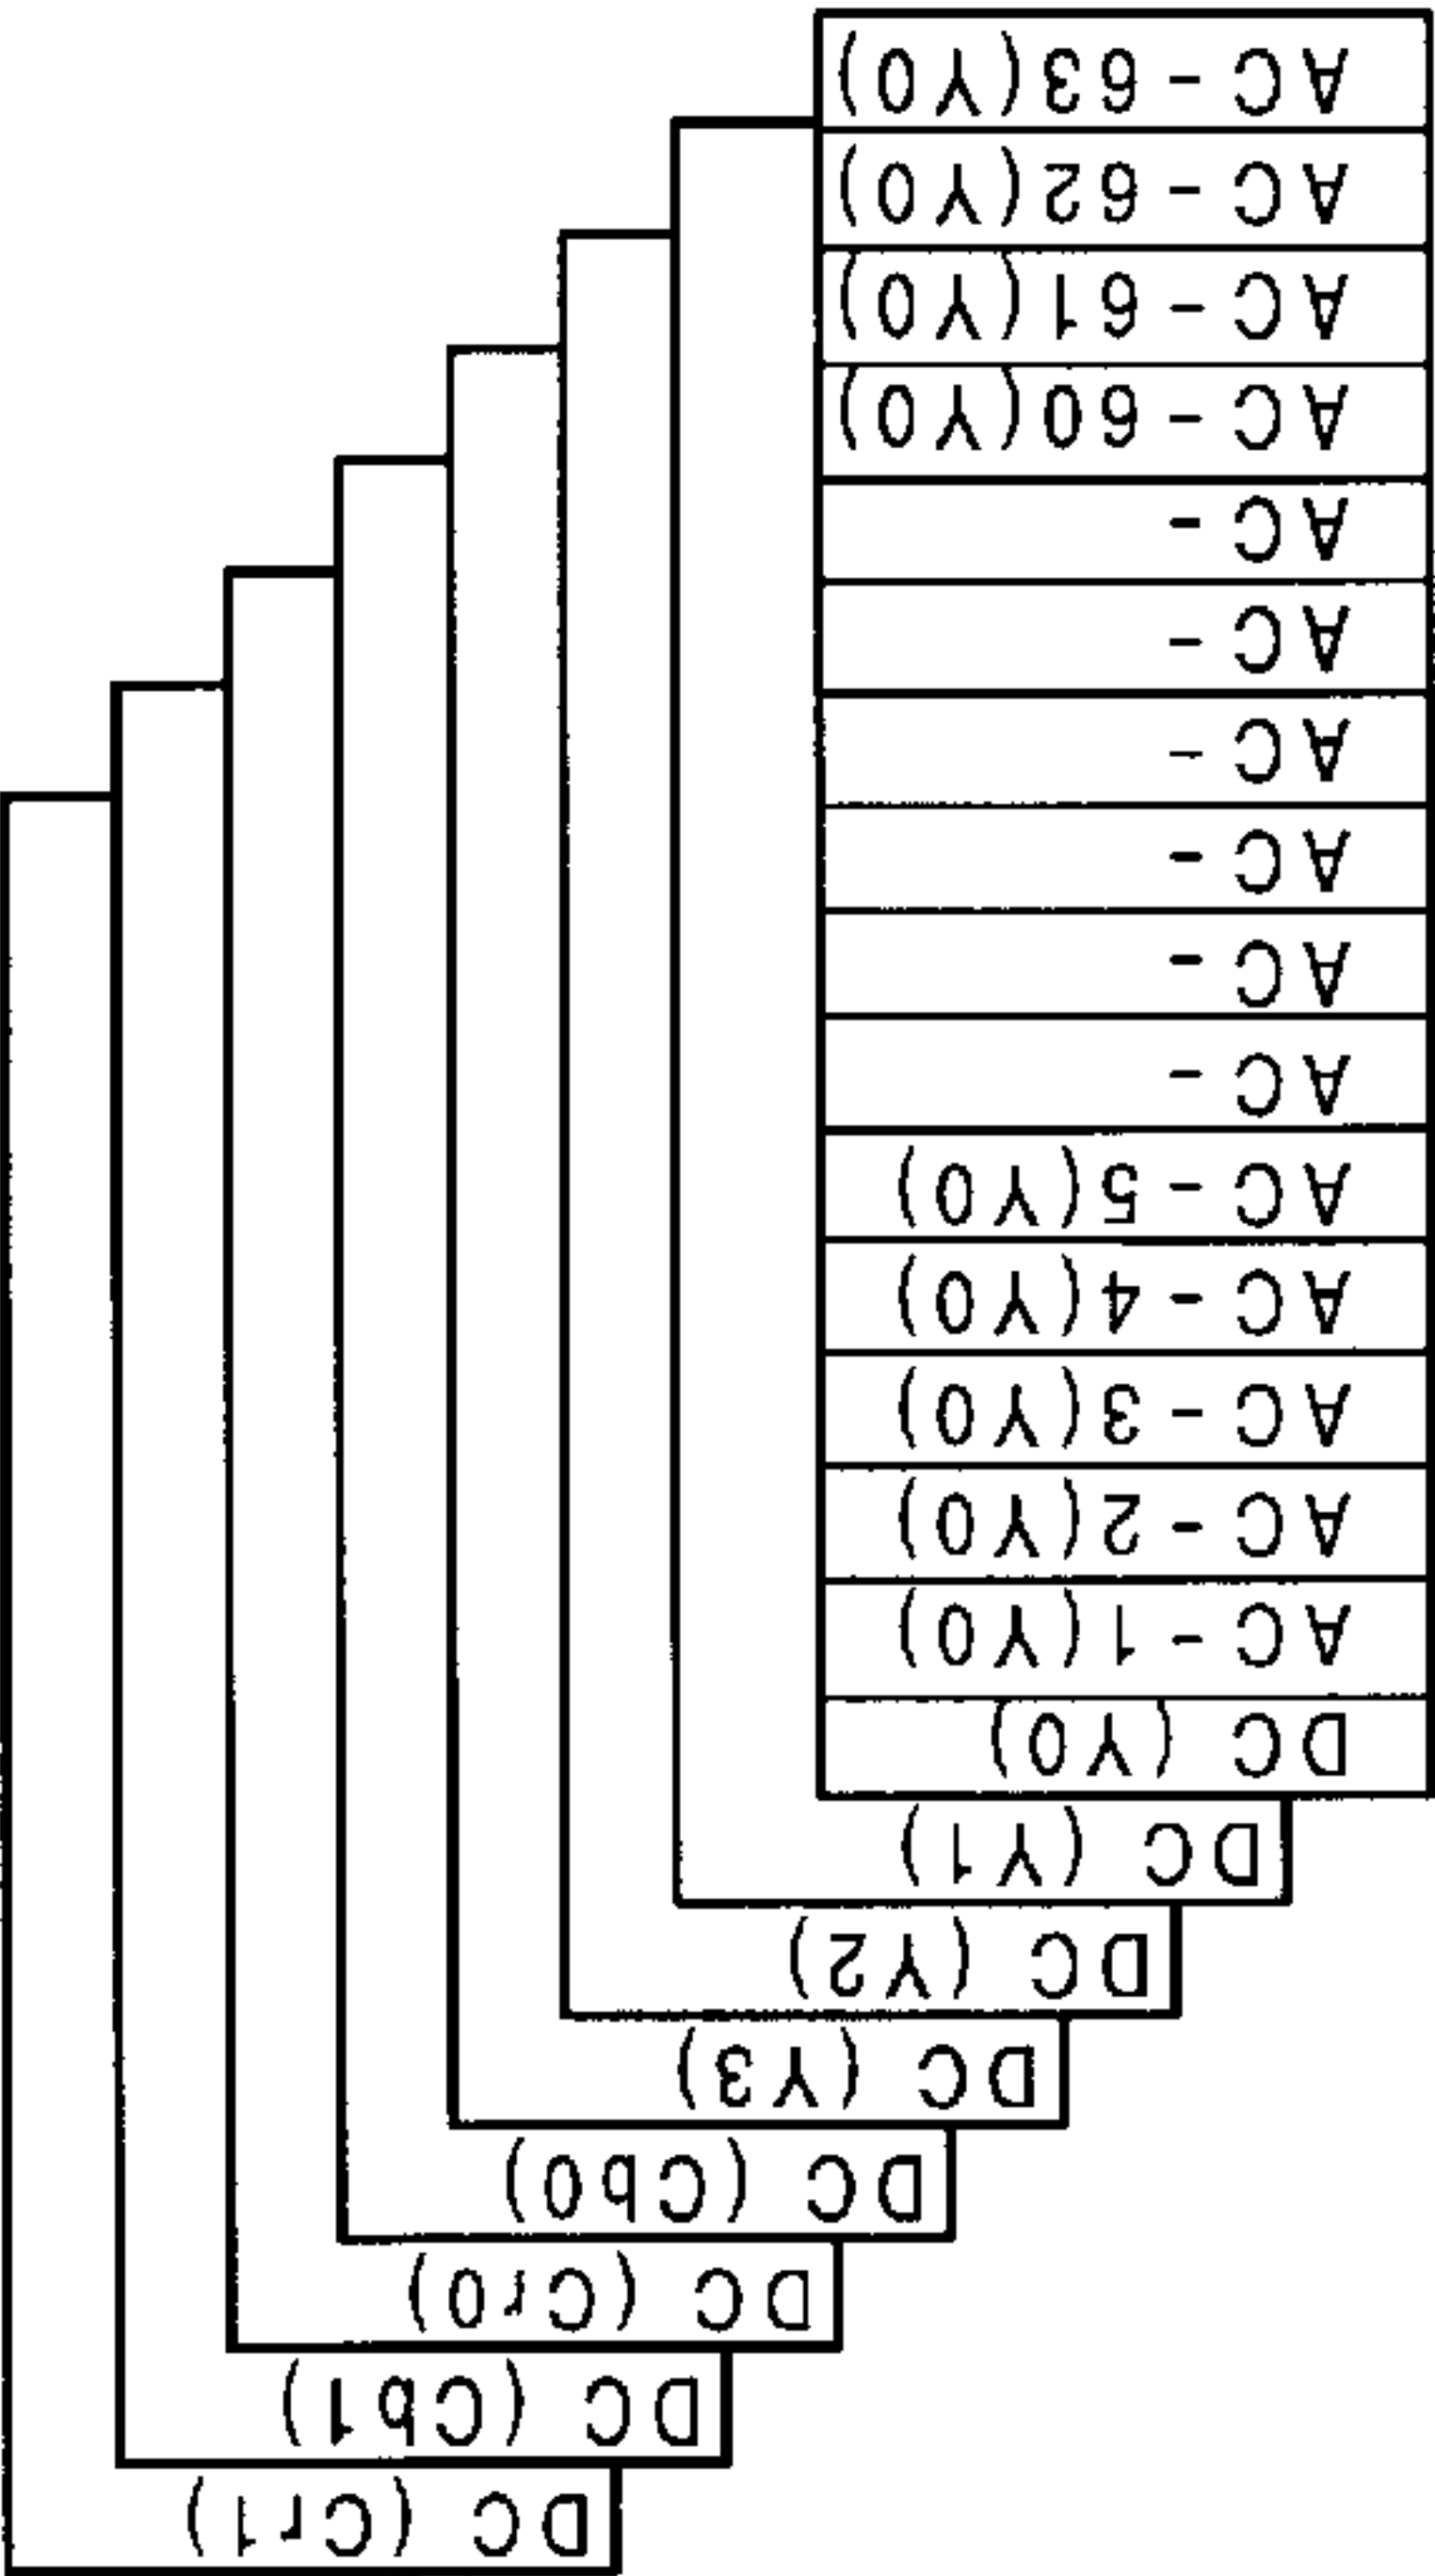 DC (Cr1)
DC (Cb1)
DC (Cr0)
DC (Cb0)
DC (Y3)
DC (Y2)
DC (Y1)
DC (Y0)
AC-1(Y0)
AC-2(Y0)
AC-3(Y0)
AC-4(Y0)
AC-5(Y0)
AC-
AC-
AC-
AC-
AC-
AC-
AC-60(Y0)
AC-61(Y0)
AC-62(Y0)
AC-63(Y0)